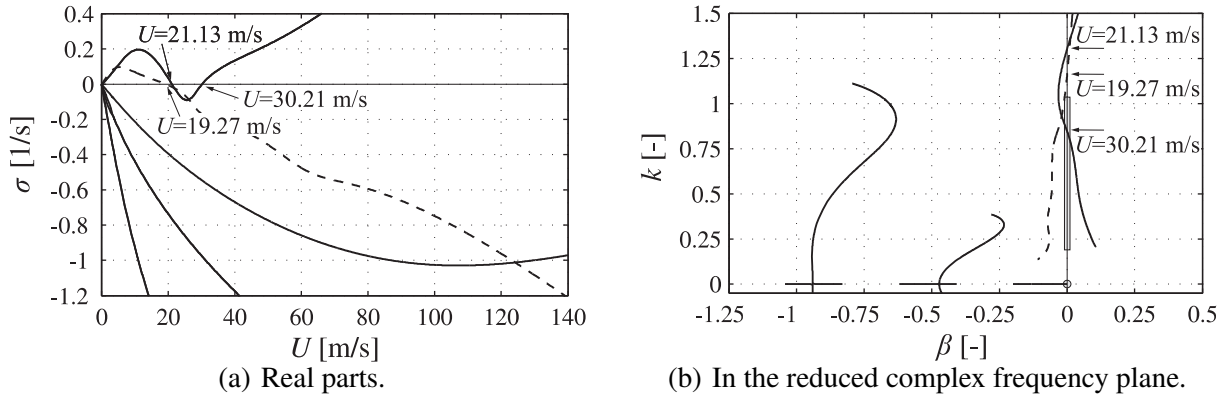 0.4
0.2
0
-0.2
-0.4
-0.6
-0.8
-1
-1.2
σ [1/s]
U=21.13 m/s
U=30.21 m/s
U=19.27 m/s
0 20 40 60 80 100 120 140
U [m/s]
(a) Real parts.
1.5
1.25
1
0.75
0.5
0.25
0
k [-]
U=21.13 m/s
U=19.27 m/s
U=30.21 m/s
-1.25 -1 -0.75 -0.5 -0.25 0 0.25 0.5
β [-]
(b) In the reduced complex frequency plane.